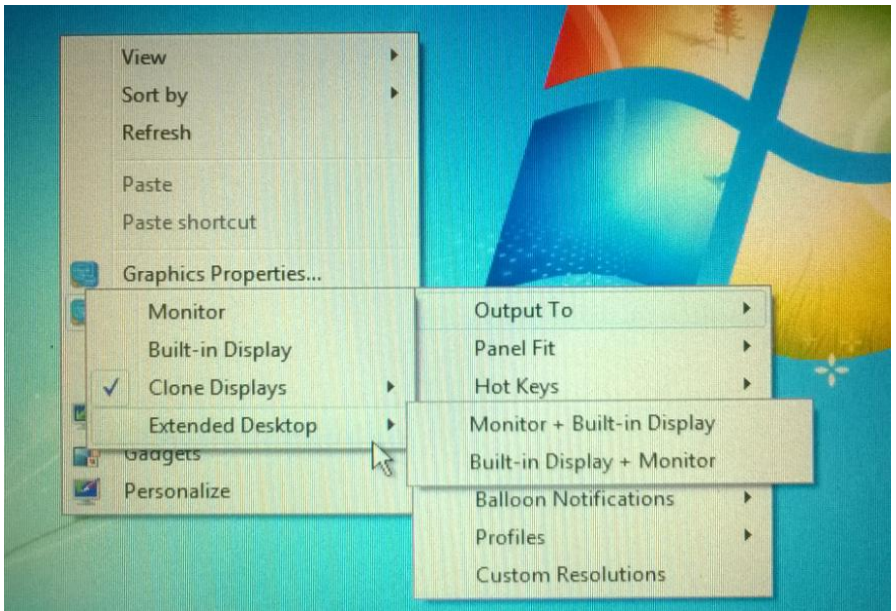 View
Sort by
Refresh
Paste
Paste shortcut
Graphics Properties...
Monitor
Built-in Display
Clone Displays
Extended Desktop
Gadgets
Personalize
Output To
Panel Fit
Hot Keys
Monitor + Built-in Display
Built-in Display + Monitor
Balloon Notifications
Profiles
Custom Resolutions